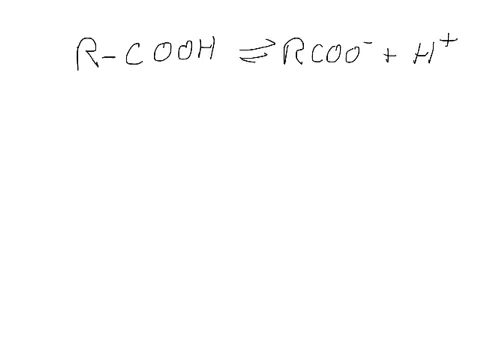 R-COOH ⇌ RCOO⁻ + H⁺